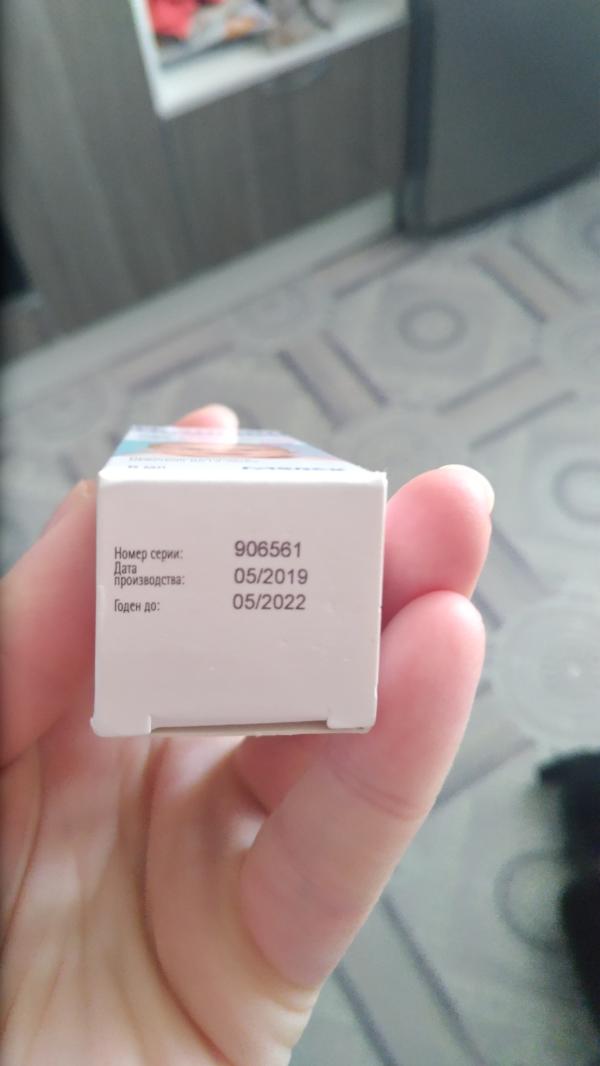 Номер серии: 906561
Дата
производства: 05/2019
Годен до: 05/2022